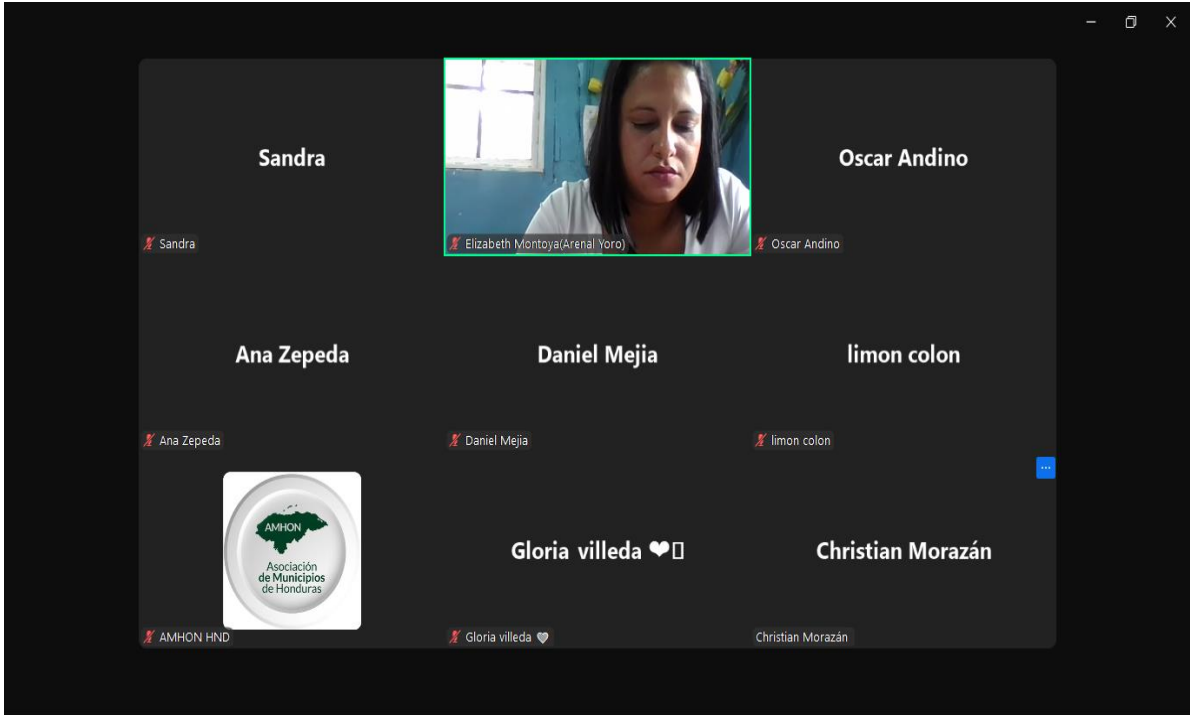 Sandra
Sandra
Elizabeth Montoya(Arenal Yoro)
Oscar Andino
Oscar Andino
Ana Zepeda
Ana Zepeda
Daniel Mejia
Daniel Mejia
limon colon
limon colon
AMHON
Asociación
de Municipios
de Honduras
AMHON HND
Gloria villeda ❤▯
Gloria villeda 🤍
Christian Morazán
Christian Morazán